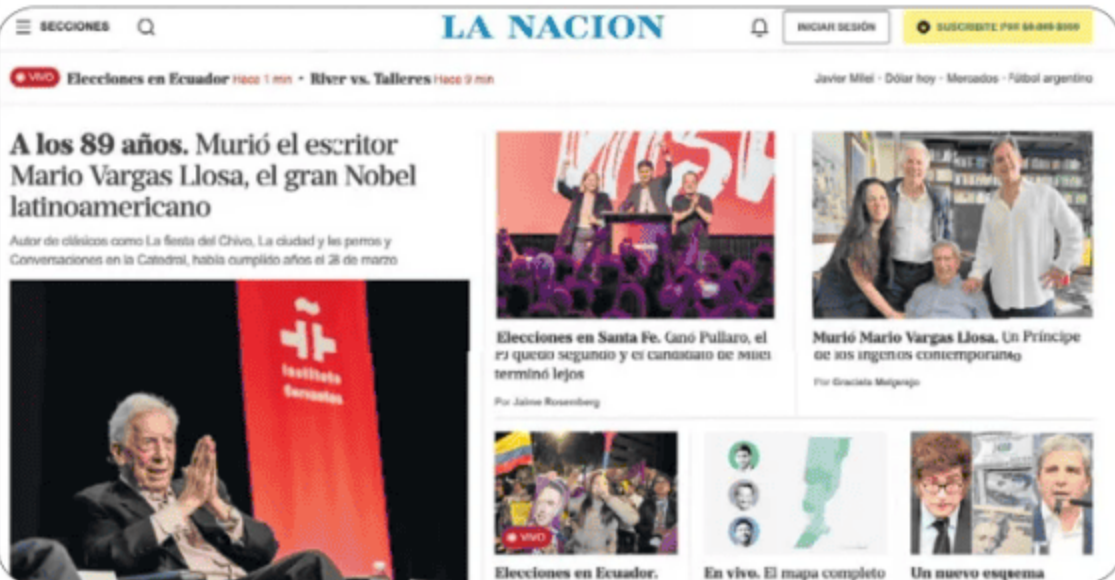 SECCIONES
LA NACION
INICIAR SESIÓN
SUSCRIBITE POR
VIVO Elecciones en Ecuador Hace 1 min • River vs. Talleres Hace 9 min
Javier Milei - Dólar hoy - Mercados - Fútbol argentino
A los 89 años. Murió el escritor
Mario Vargas Llosa, el gran Nobel
latinoamericano
Autor de clásicos como La fiesta del Chivo, La ciudad y los perros y
Conversaciones en la Catedral, había cumplido años el 28 de marzo
Instituto
Cervantes
Elecciones en Santa Fe. Ganó Pullaro, el
PJ quedó segundo y el candidato de Milei
terminó lejos
Por Jaime Rosemberg
Murió Mario Vargas Llosa. Un Príncipe
de los ingenios contemporáneo
Por Graciela Melgarejo
VIVO
Elecciones en Ecuador.
En vivo. El mapa completo
Un nuevo esquema